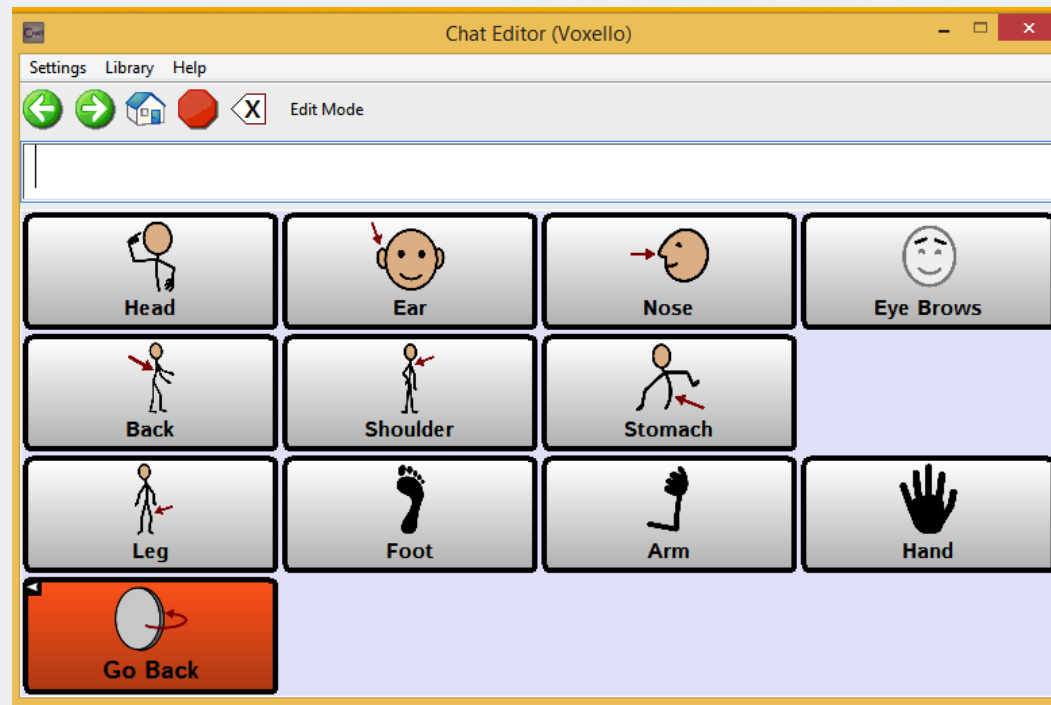 Chat Editor (Voxello)
Settings Library Help
X Edit Mode
Head Ear Nose Eye Brows
Back Shoulder Stomach
Leg Foot Arm Hand
Go Back